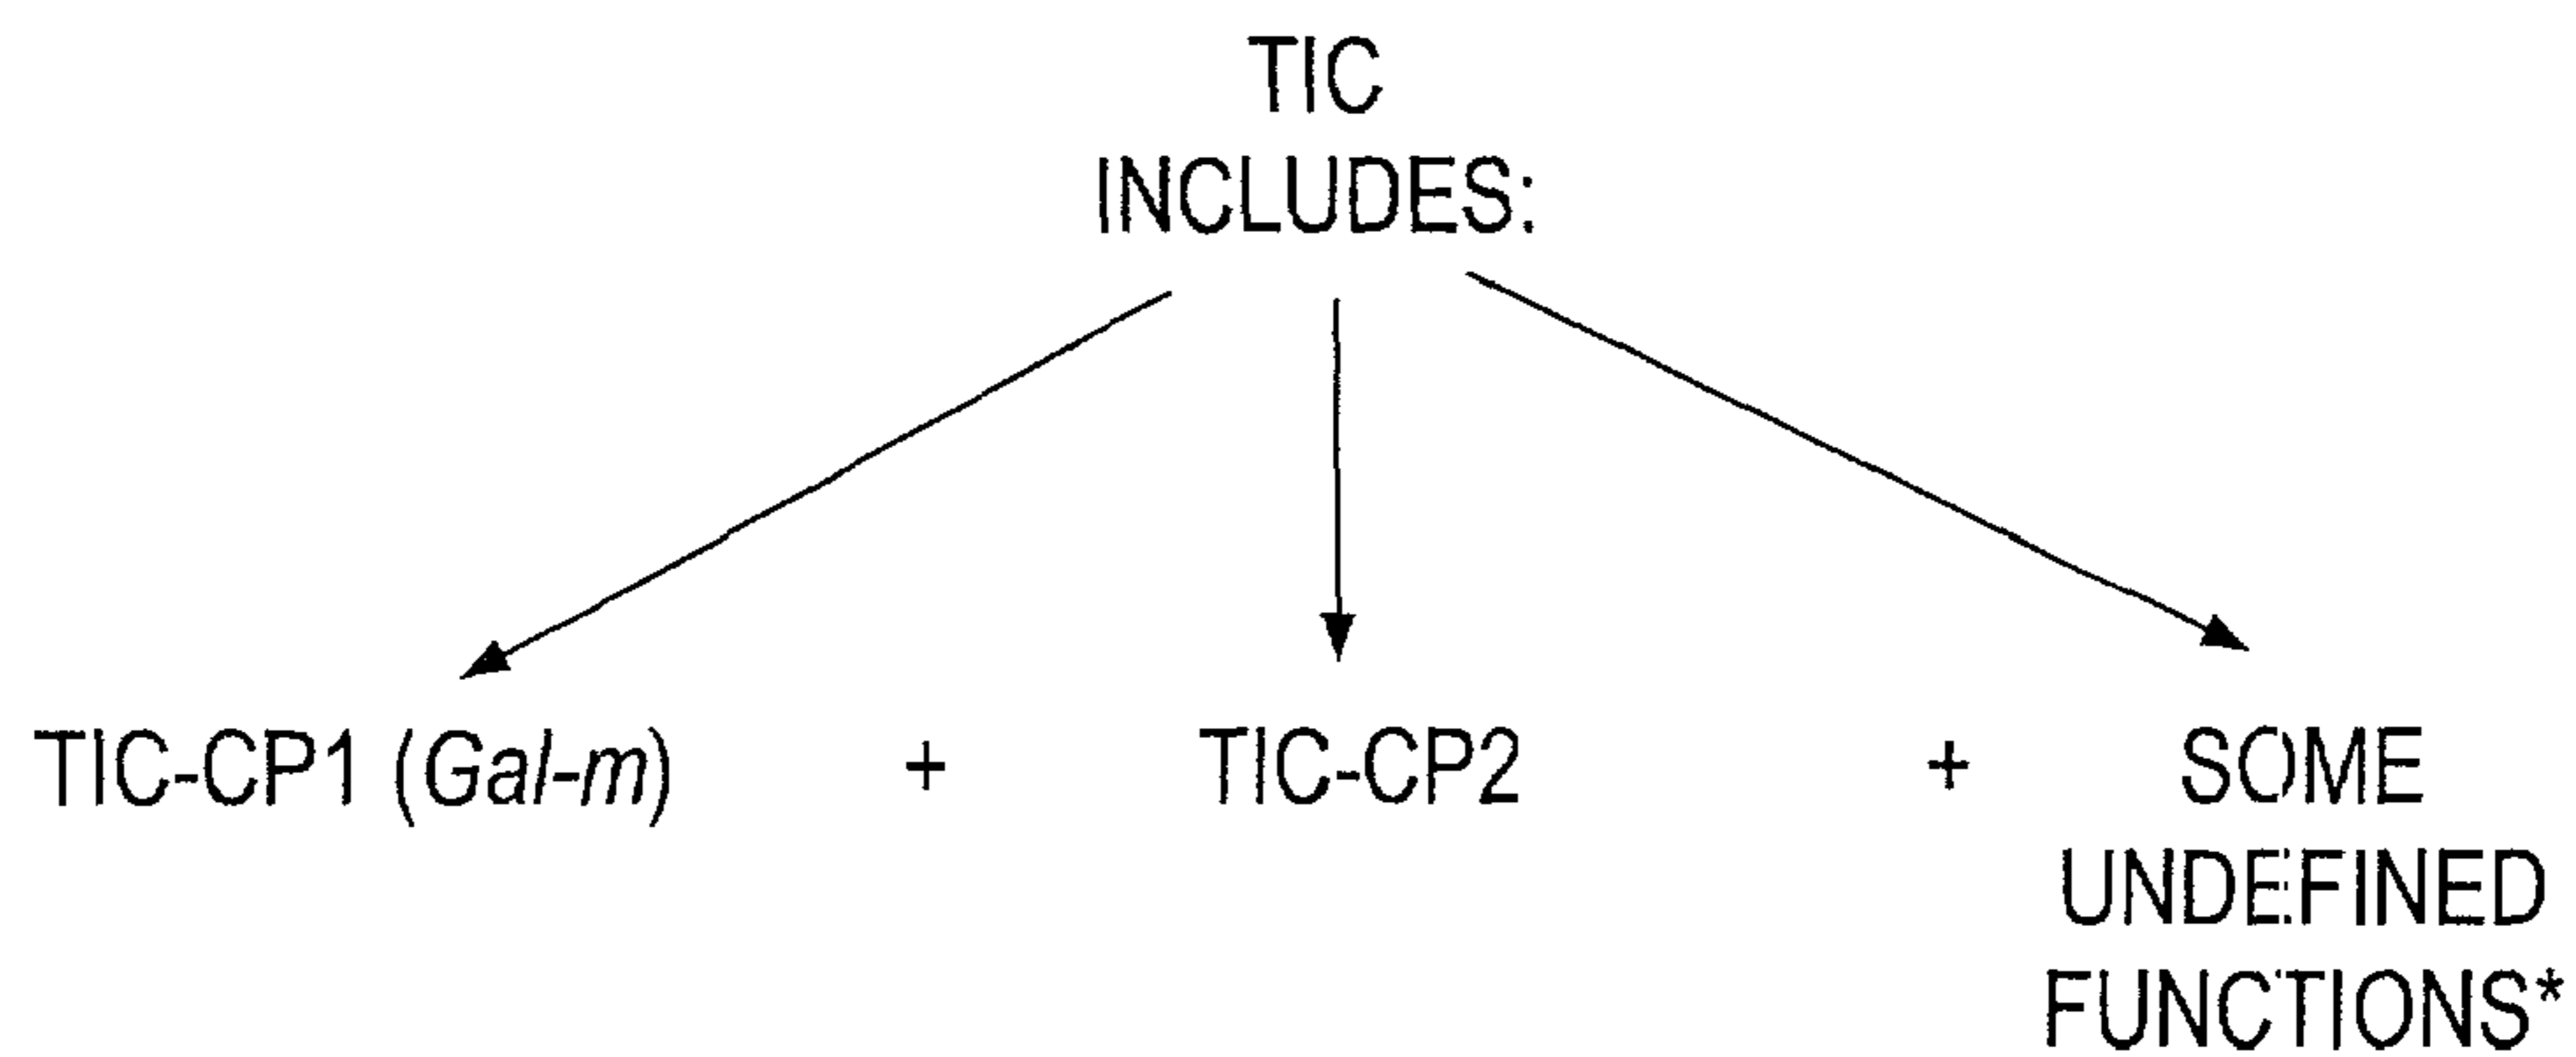 TIC
INCLUDES:
TIC-CP1 (Gal-m) + TIC-CP2 + SOME
UNDEFINED
FUNCTIONS*